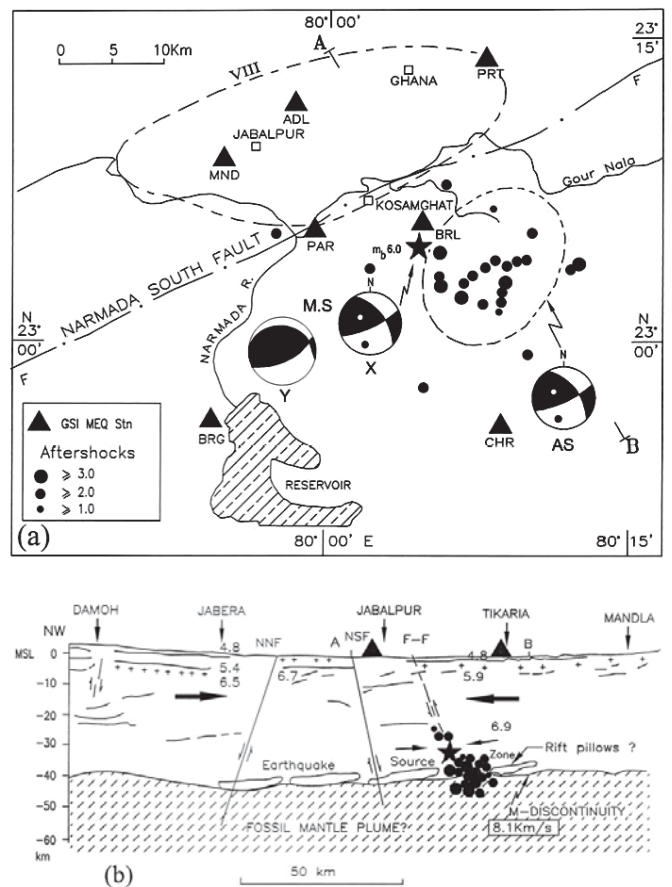 80° 00'
23°
15'
0 5 10Km
A
VIII
PRT
F
GHANA
ADL
JABALPUR
MND
Gour Nala
KOSAMGHAT
BRL
PAR
mb6.0
NARMADA SOUTH FAULT
NARMADA R.
N
23°
00'
F
M.S
N
X
Y
23°
00'
N
AS
B
CHR
BRG
RESERVOIR
GSI MEQ Stn
Aftershocks
≥ 3.0
≥ 2.0
≥ 1.0
(a)
80° 00' E
80° 15'
DAMOH JABERA JABALPUR TIKARIA MANDLA
NW NNF A NSF F-F B
MSL
0 4.8 4.8
-10 5.4 6.5 6.7 5.9
-20
-30 6.9
-40
-50
-60
km
Earthquake Source Zone
Rift pillows ?
M-DISCONTINUITY
8.1Km/s
FOSSIL MANTLE PLUME?
(b)
50 km